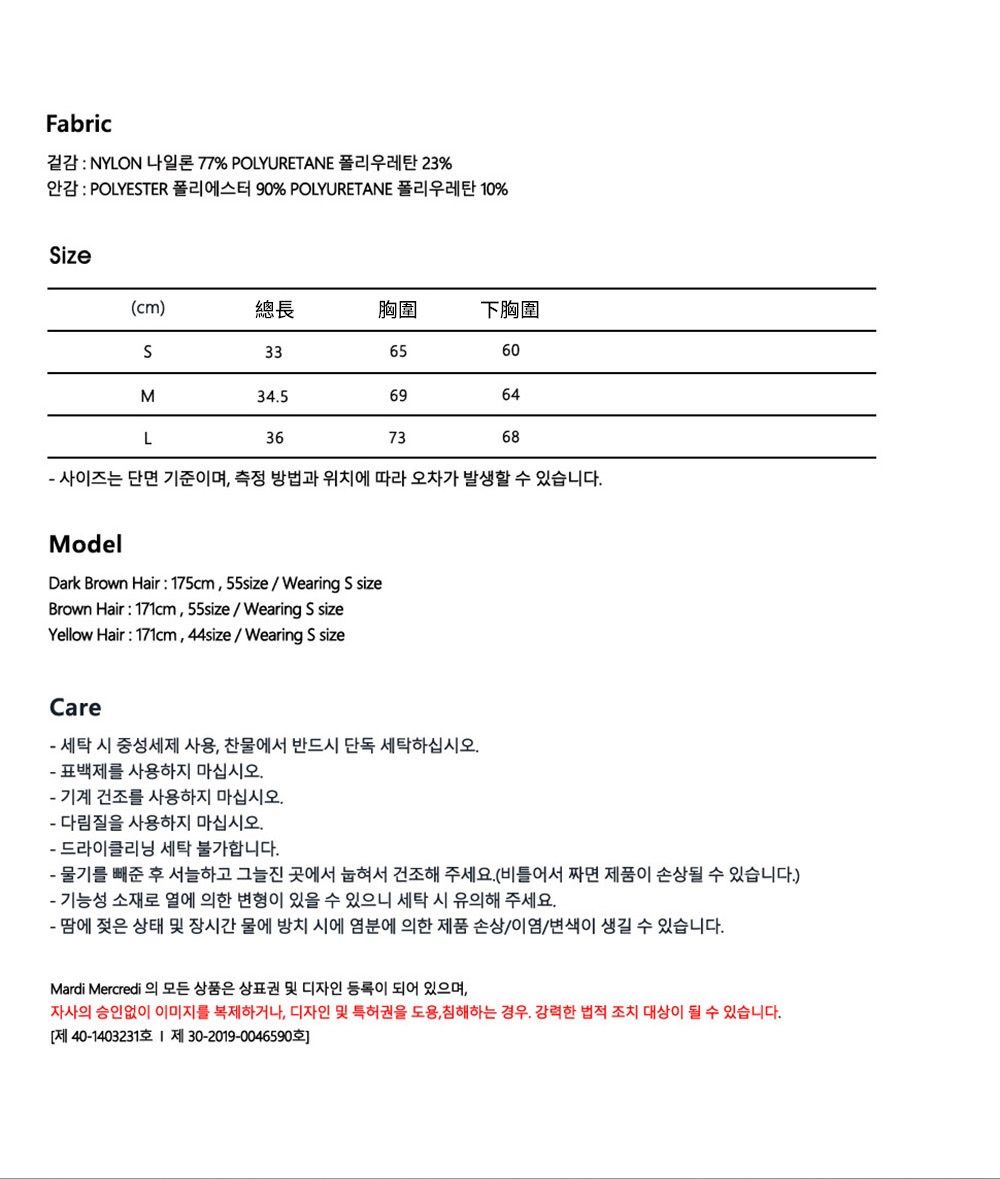 Fabric
겉감 : NYLON 나일론 77% POLYURETANE 폴리우레탄 23%
안감 : POLYESTER 폴리에스터 90% POLYURETANE 폴리우레탄 10%
Size
(cm) 總長 胸圍 下胸圍
S 33 65 60
M 34.5 69 64
L 36 73 68
- 사이즈는 단면 기준이며, 측정 방법과 위치에 따라 오차가 발생할 수 있습니다.
Model
Dark Brown Hair : 175cm , 55size / Wearing S size
Brown Hair : 171cm , 55size / Wearing S size
Yellow Hair : 171cm , 44size / Wearing S size
Care
- 세탁 시 중성세제 사용, 찬물에서 반드시 단독 세탁하십시오.
- 표백제를 사용하지 마십시오.
- 기계 건조를 사용하지 마십시오.
- 다림질을 사용하지 마십시오.
- 드라이클리닝 세탁 불가합니다.
- 물기를 빼준 후 서늘하고 그늘진 곳에서 눕혀서 건조해 주세요.(비틀어서 짜면 제품이 손상될 수 있습니다.)
- 기능성 소재로 열에 의한 변형이 있을 수 있으니 세탁 시 유의해 주세요.
- 땀에 젖은 상태 및 장시간 물에 방치 시에 염분에 의한 제품 손상/이염/변색이 생길 수 있습니다.
Mardi Mercredi 의 모든 상품은 상표권 및 디자인 등록이 되어 있으며,
자사의 승인없이 이미지를 복제하거나, 디자인 및 특허권을 도용,침해하는 경우. 강력한 법적 조치 대상이 될 수 있습니다.
[제 40-1403231호 I 제 30-2019-0046590호]